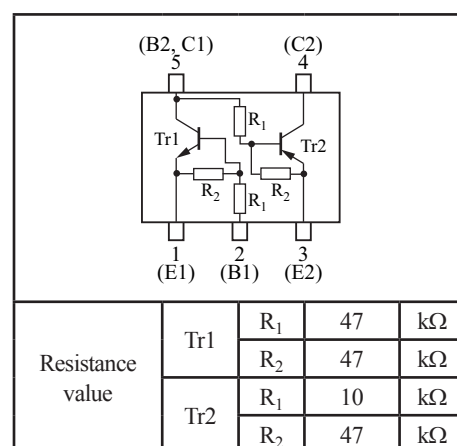 (B2, C1) (C2)
5 4
R₁
Tr1 Tr2
R₂ R₂
R₁
1 2 3
(E1) (B1) (E2)
Resistance value Tr1 R₁ 47 kΩ
R₂ 47 kΩ
Tr2 R₁ 10 kΩ
R₂ 47 kΩ